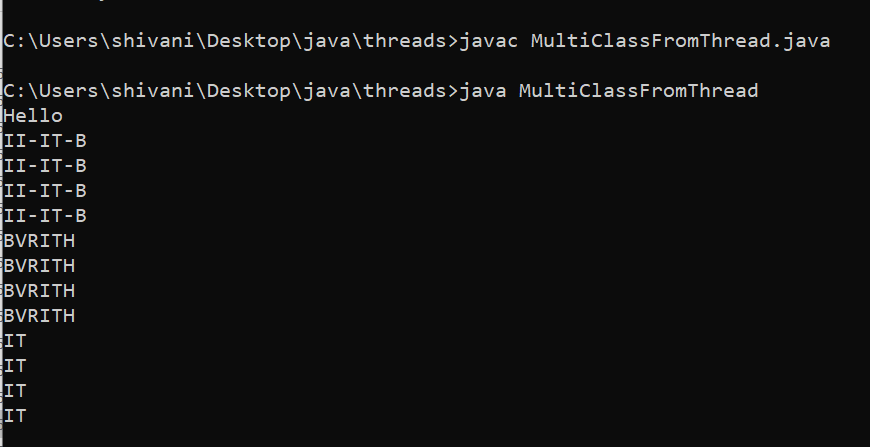 C:\Users\shivani\Desktop\java\threads>javac MultiClassFromThread.java
C:\Users\shivani\Desktop\java\threads>java MultiClassFromThread
Hello
II-IT-B
II-IT-B
II-IT-B
II-IT-B
BVRITH
BVRITH
BVRITH
BVRITH
IT
IT
IT
IT